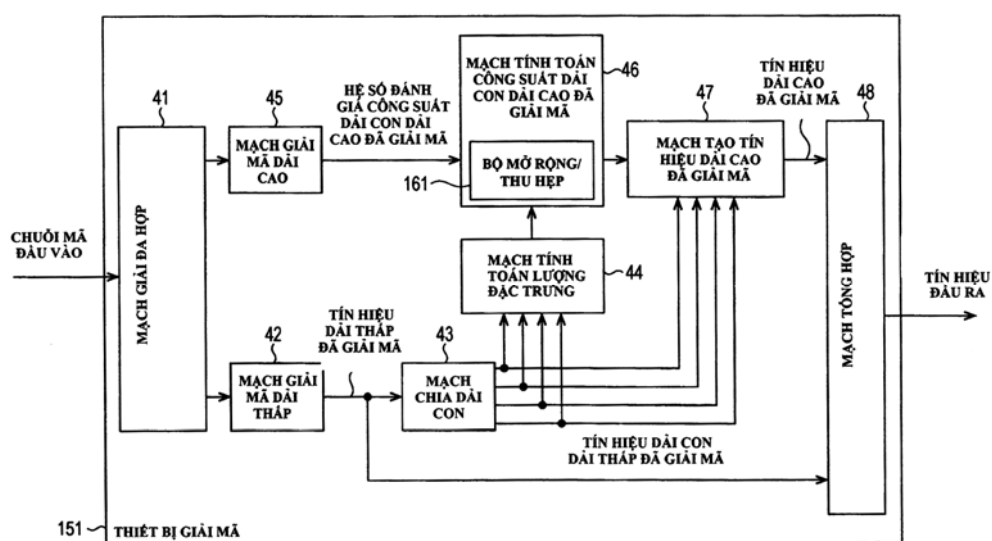 MẠCH TÍNH TOÁN
CÔNG SUẤT DẢI
CON DẢI CAO ĐÃ
GIẢI MÃ
46
TÍN HIỆU
DẢI CAO
ĐÃ GIẢI MÃ
41
45
HỆ SỐ ĐÁNH
GIÁ CÔNG SUẤT
DẢI CON DẢI
CAO ĐÃ GIẢI MÃ
47
48
MẠCH GIẢI
MÃ DẢI
CAO
MẠCH TẠO TÍN
HIỆU DẢI CAO
ĐÃ GIẢI MÃ
BỘ MỞ RỘNG/
THU HẸP
161
CHUỖI MÃ
ĐẦU VÀO
MẠCH GIẢI ĐA HỢP
MẠCH TÍNH
TOÁN LƯỢNG
ĐẶC TRƯNG
44
TÍN HIỆU
ĐẦU RA
MẠCH TỔNG HỢP
TÍN HIỆU
DẢI THẤP
ĐÃ GIẢI MÃ
42
43
MẠCH GIẢI
MÃ DẢI
THẤP
MẠCH
CHIA DẢI
CON
TÍN HIỆU DẢI CON
DẢI THẤP ĐÃ GIẢI MÃ
151
THIẾT BỊ GIẢI MÃ